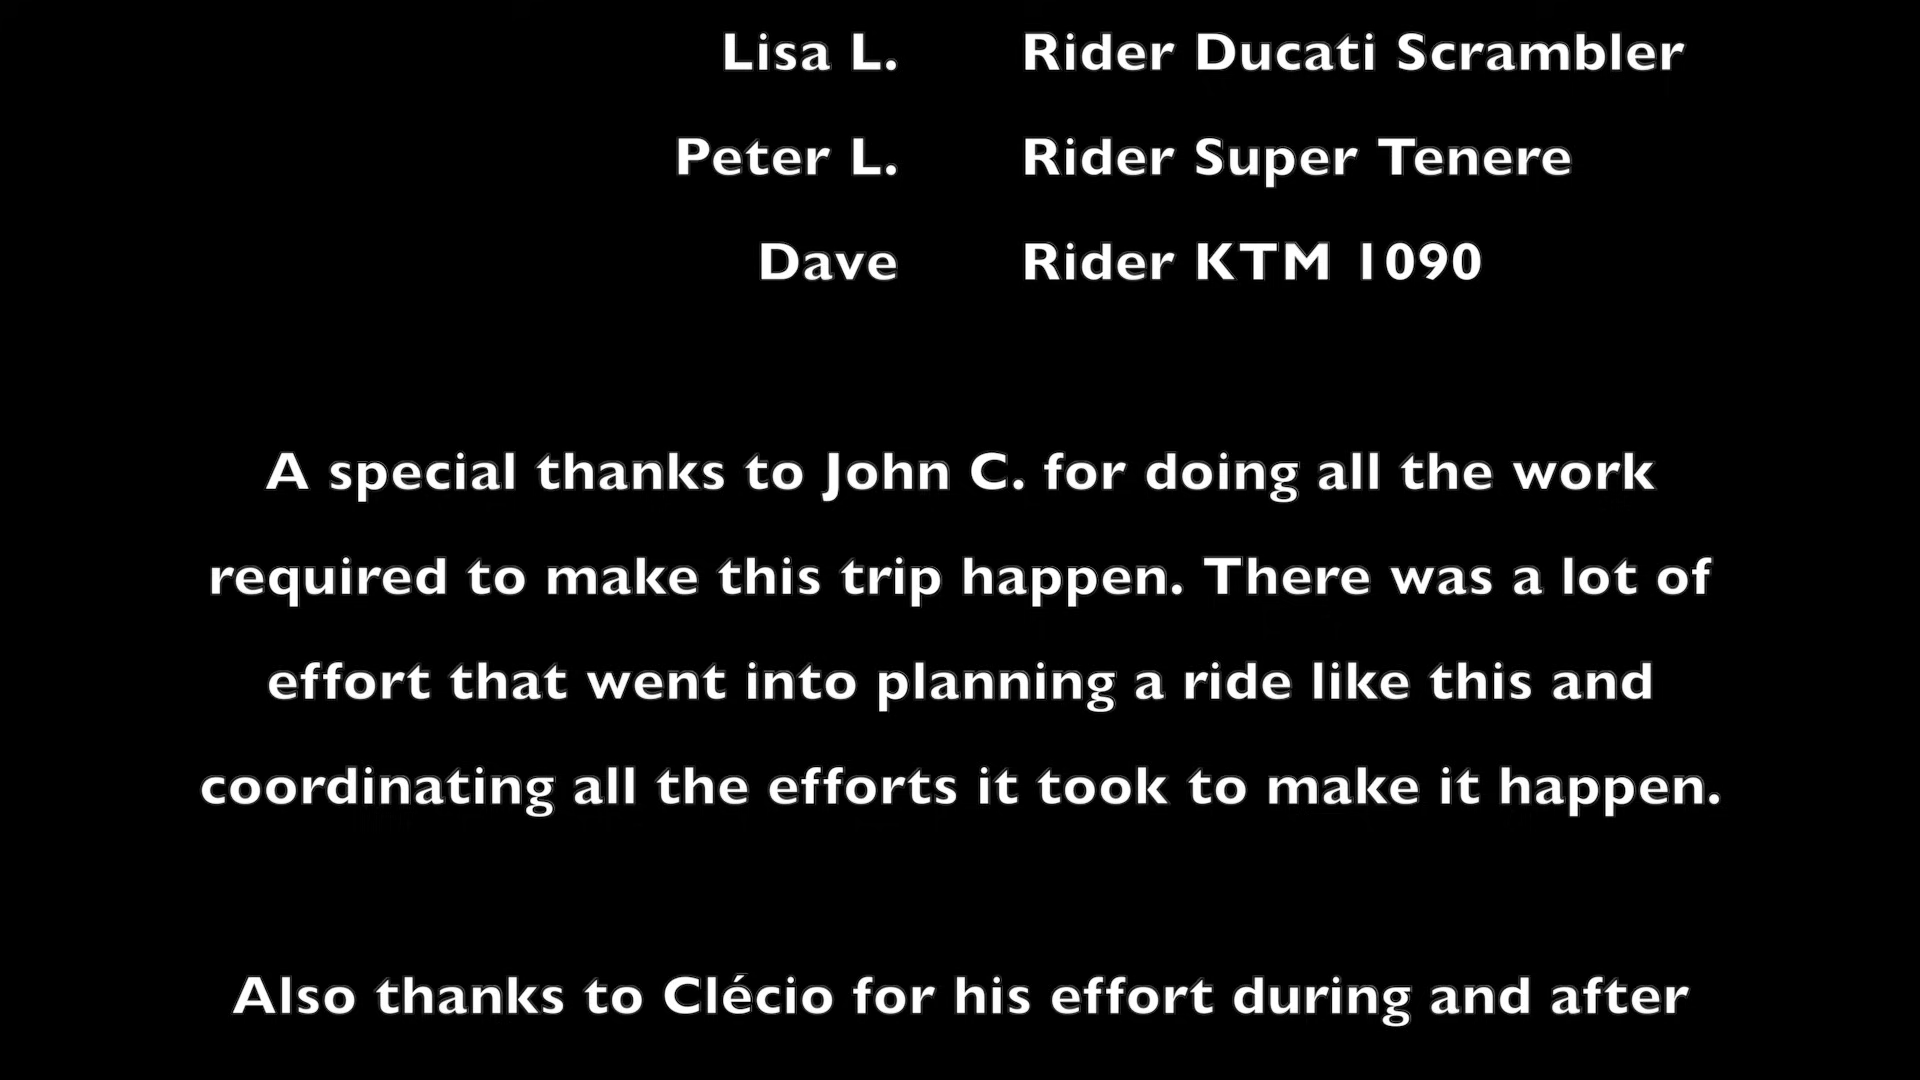 Lisa L. Rider Ducati Scrambler
Peter L. Rider Super Tenere
Dave Rider KTM 1090
A special thanks to John C. for doing all the work
required to make this trip happen. There was a lot of
effort that went into planning a ride like this and
coordinating all the efforts it took to make it happen.
Also thanks to Clécio for his effort during and after